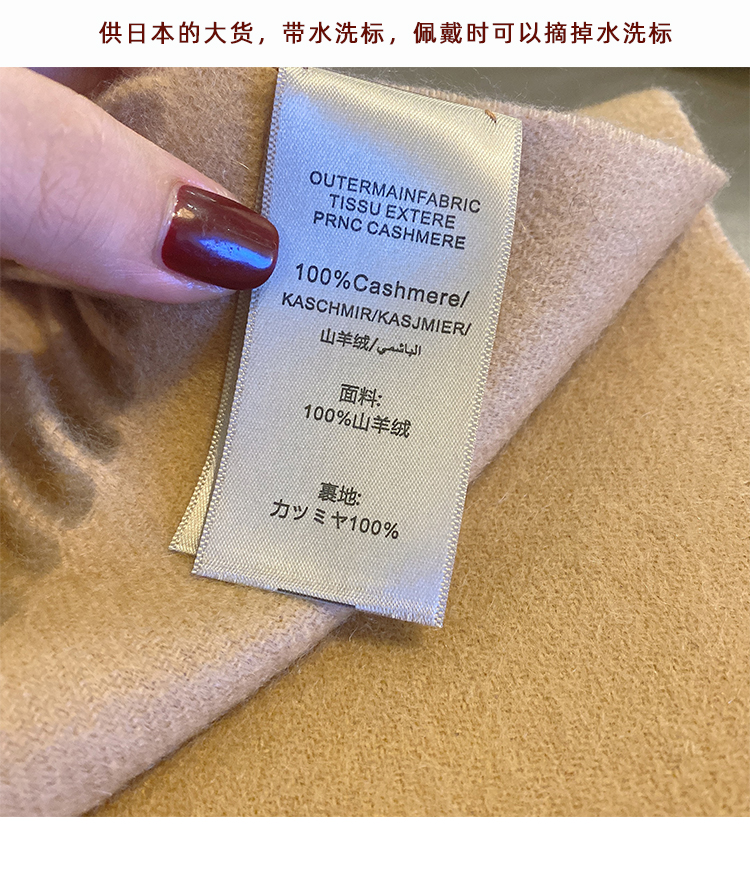 供日本的大货，带水洗标，佩戴时可以摘掉水洗标
OUTERMAINFABRIC
TISSU EXTERE
PRNC CASHMERE
100%Cashmere/
KASCHMIR/KASJMIER/
山羊绒/الباشمي
面料:
100%山羊绒
裏地:
カツミヤ100%